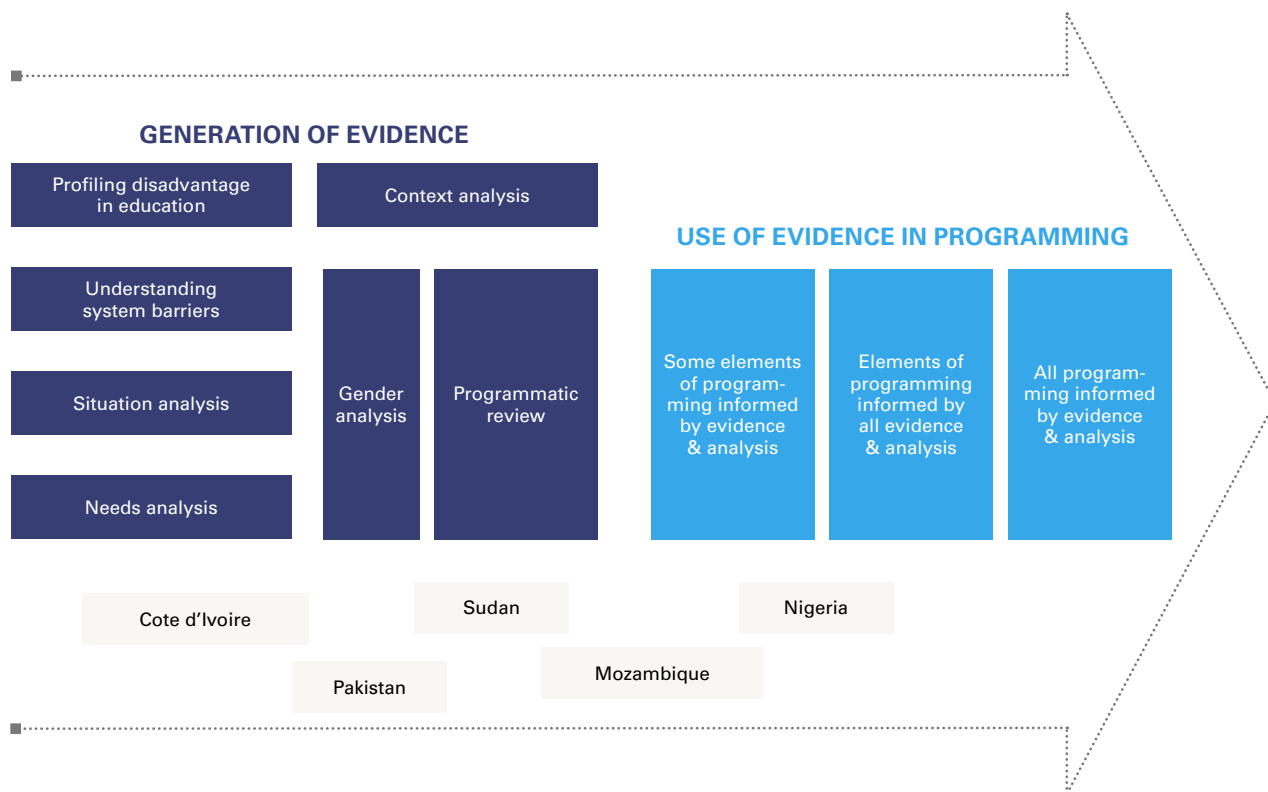 GENERATION OF EVIDENCE
Profiling disadvantage
in education
Context analysis
Understanding
system barriers
Situation analysis
Needs analysis
Gender
analysis
Programmatic
review
USE OF EVIDENCE IN PROGRAMMING
Some elements
of program-
ming informed
by evidence
& analysis
Elements of
programming
informed by
all evidence
& analysis
All program-
ming informed
by evidence
& analysis
Cote d’Ivoire
Sudan
Nigeria
Pakistan
Mozambique